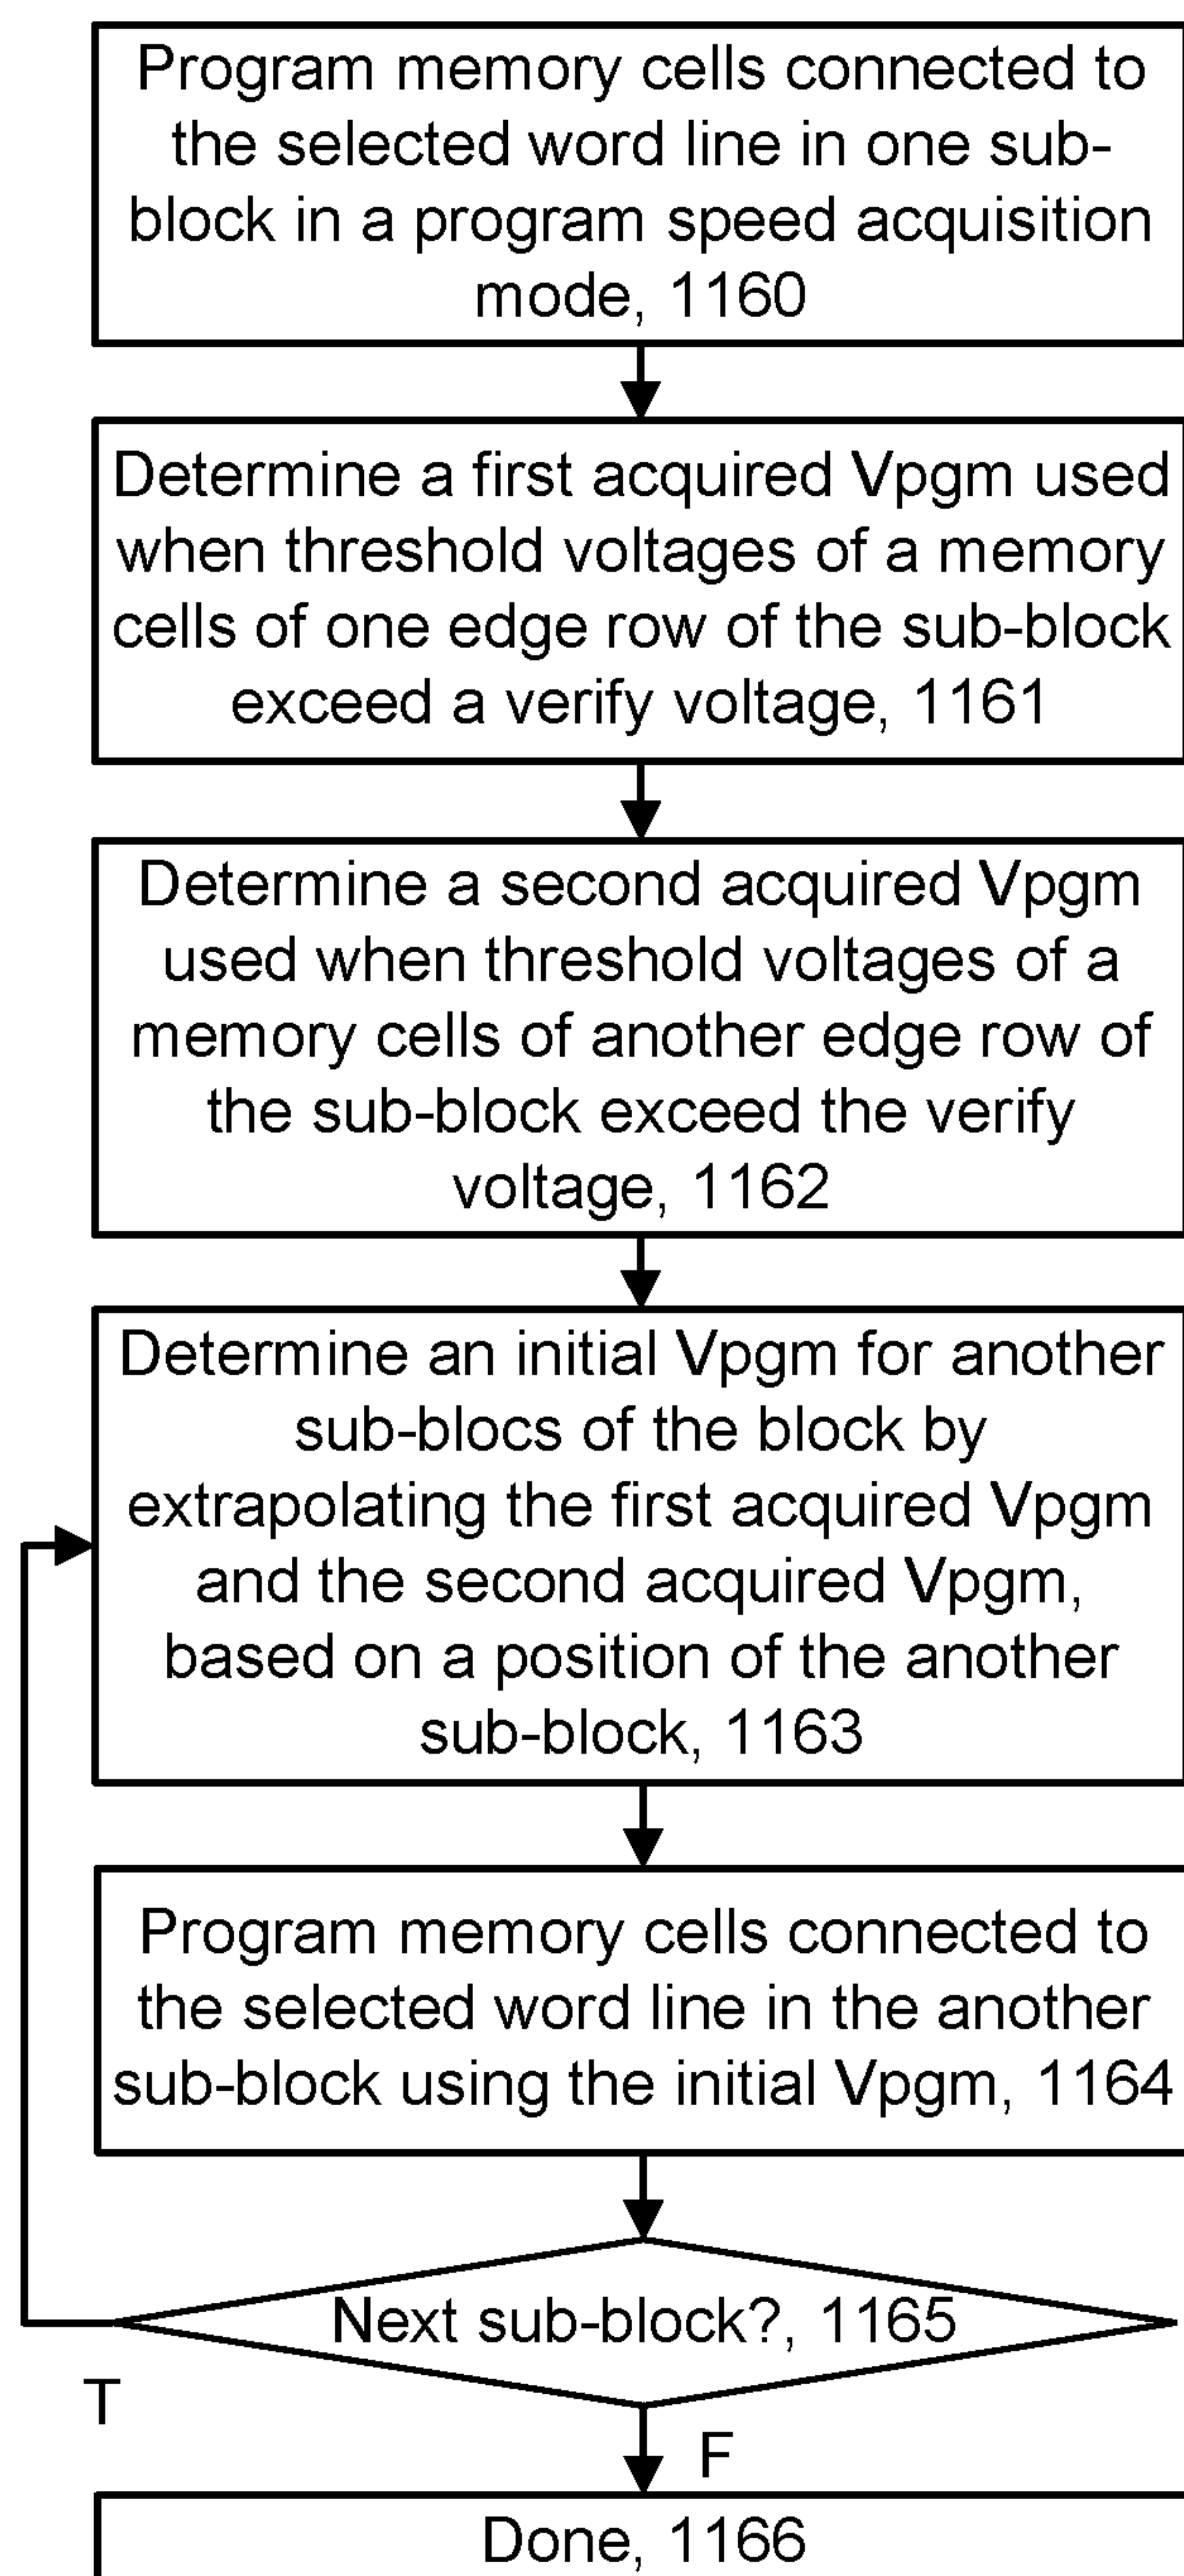 Program memory cells connected to
the selected word line in one sub-
block in a program speed acquisition
mode, 1160
Determine a first acquired Vpgm used
when threshold voltages of a memory
cells of one edge row of the sub-block
exceed a verify voltage, 1161
Determine a second acquired Vpgm
used when threshold voltages of a
memory cells of another edge row of
the sub-block exceed the verify
voltage, 1162
Determine an initial Vpgm for another
sub-blocs of the block by
extrapolating the first acquired Vpgm
and the second acquired Vpgm,
based on a position of the another
sub-block, 1163
Program memory cells connected to
the selected word line in the another
sub-block using the initial Vpgm, 1164
Next sub-block?, 1165
T
F
Done, 1166